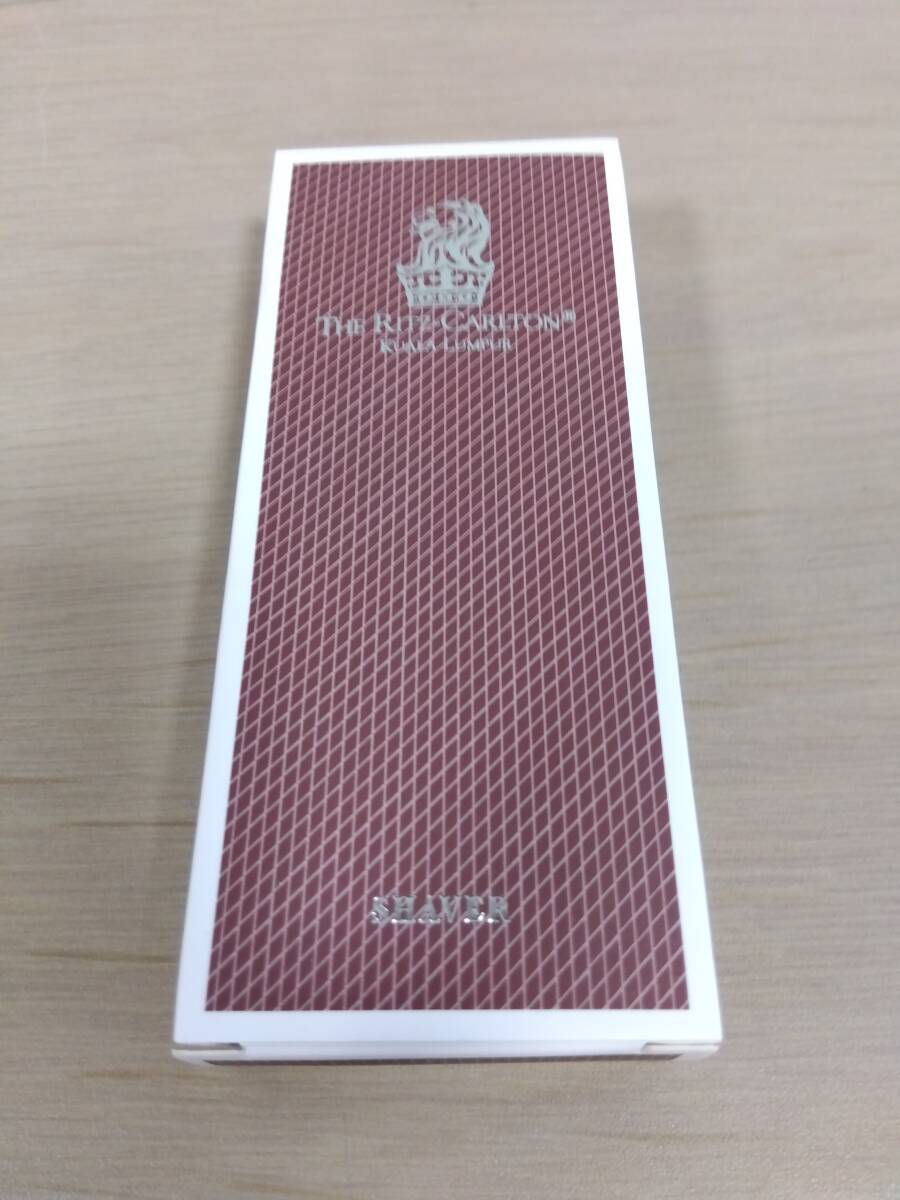 THE RITZ-CARLTON®
KUALA LUMPUR
SHAVER